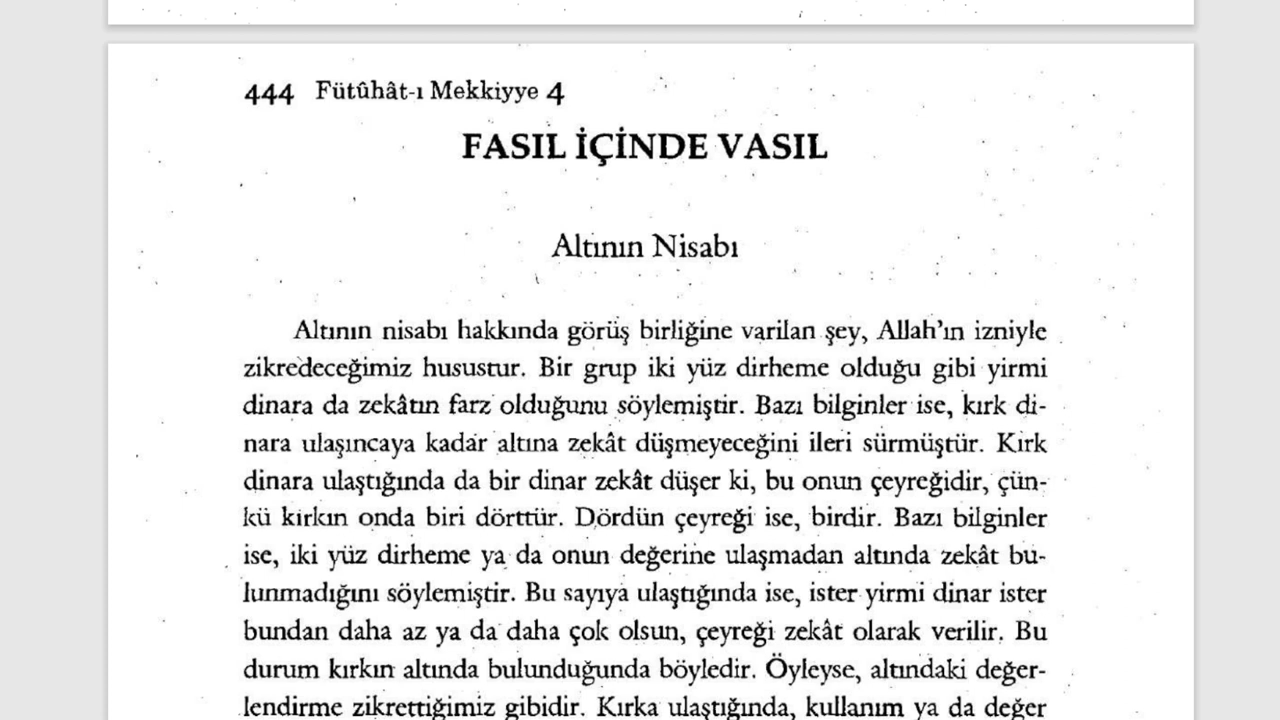 444 Fütûhât-ı Mekkiyye 4
FASIL İÇİNDE VASIL
Altının Nisabı
Altının nisabı hakkında görüş birliğine varilan şey, Allah'ın izniyle
zikredeceğimiz husustur. Bir grup iki yüz dirheme olduğu gibi yirmi
dinara da zekâtın farz olduğunu söylemiştir. Bazı bilginler ise, kırk di-
nara ulaşıncaya kadar altına zekât düşmeyeceğini ileri sürmüştür. Kırk
dinara ulaştığında da bir dinar zekât düşer ki, bu onun çeyreğidir, çün-
kü kırkın onda biri dörttür. Dördün çeyreği ise, birdir. Bazı bilginler
ise, iki yüz dirheme ya da onun değerine ulaşmadan altında zekât bu-
lunmadığını söylemiştir. Bu sayıya ulaştığında ise, ister yirmi dinar ister
bundan daha az ya da daha çok olsun, çeyreği zekât olarak verilir. Bu
durum kırkın altında bulunduğunda böyledir. Öyleyse, altındaki değer-
lendirme zikrettiğimiz gibidir. Kırka ulaştığında, kullanım ya da değer